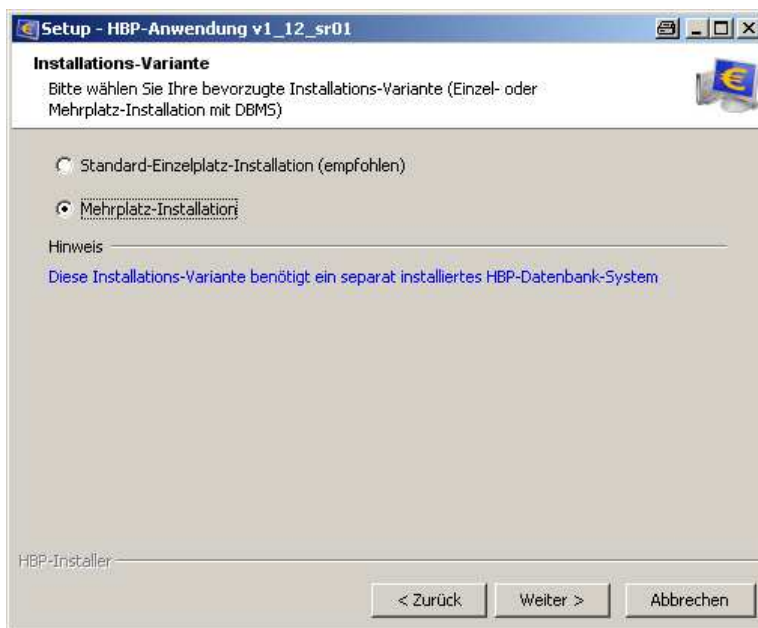 Setup - HBP-Anwendung v1_12_sr01
Installations-Variante
Bitte wählen Sie Ihre bevorzugte Installations-Variante (Einzel- oder
Mehrplatz-Installation mit DBMS)
Standard-Einzelplatz-Installation (empfohlen)
Mehrplatz-Installation
Hinweis
Diese Installations-Variante benötigt ein separat installiertes HBP-Datenbank-System
HBP-Installer
< Zurück
Weiter >
Abbrechen